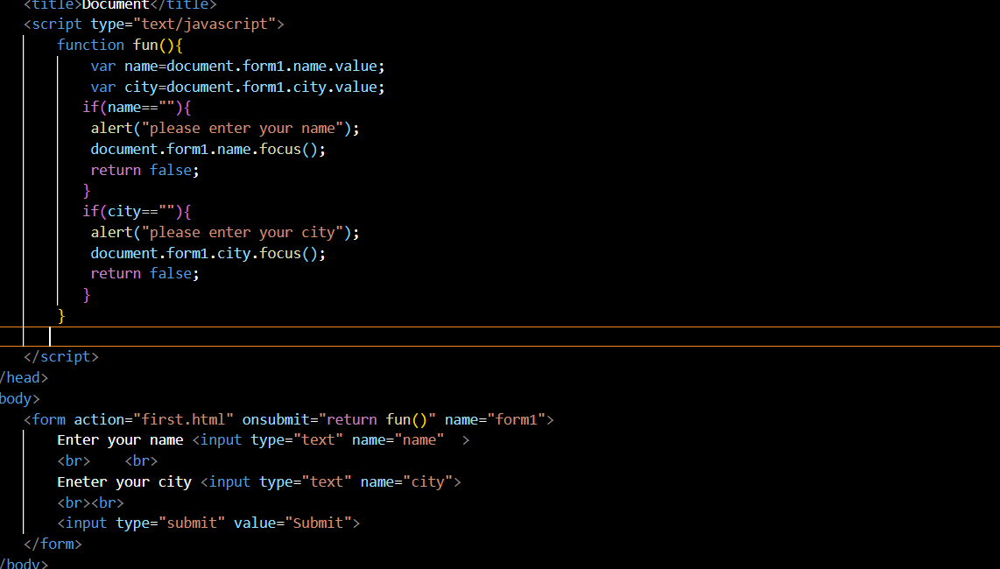 <title>Document</title>
<script type="text/javascript">
function fun(){
var name=document.form1.name.value;
var city=document.form1.city.value;
if(name==""){
alert("please enter your name");
document.form1.name.focus();
return false;
}
if(city==""){
alert("please enter your city");
document.form1.city.focus();
return false;
}
}
</script>
/head>
body>
<form action="first.html" onsubmit="return fun()" name="form1">
Enter your name <input type="text" name="name"  >
<br>    <br>
Eneter your city <input type="text" name="city">
<br><br>
<input type="submit" value="Submit">
</form>
/body>